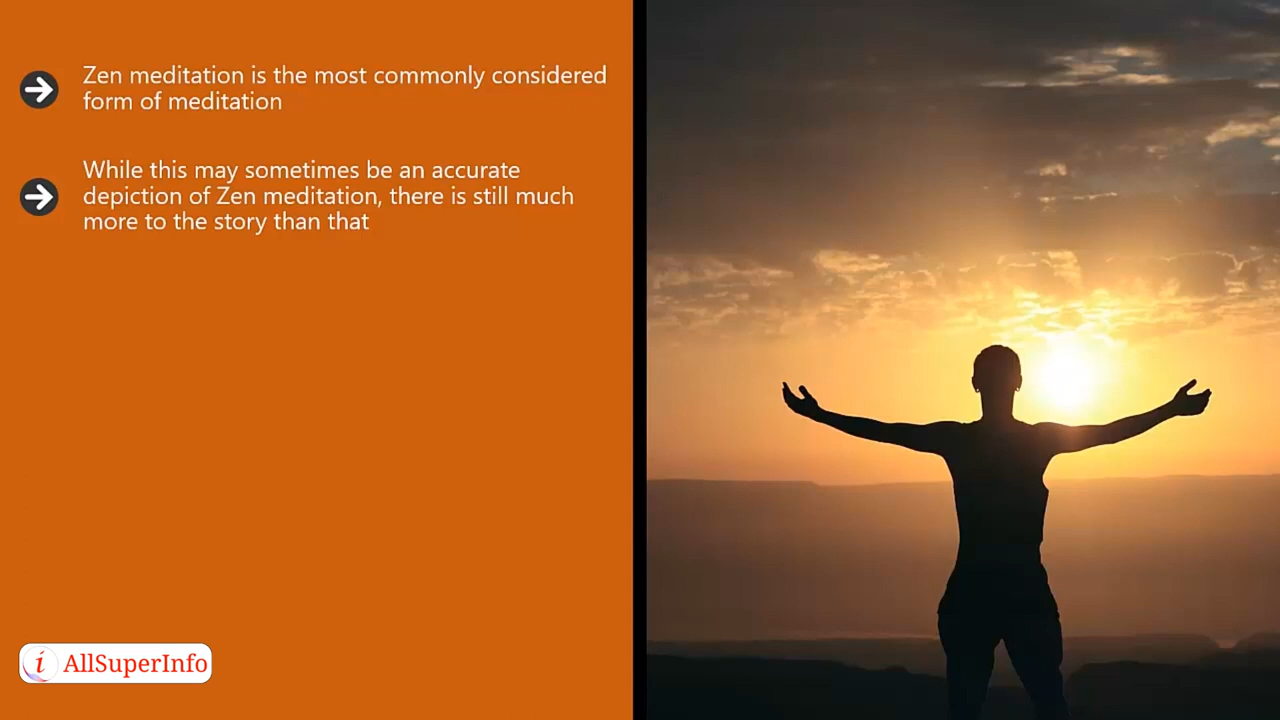 Zen meditation is the most commonly considered
form of meditation
While this may sometimes be an accurate
depiction of Zen meditation, there is still much
more to the story than that
i AllSuperInfo